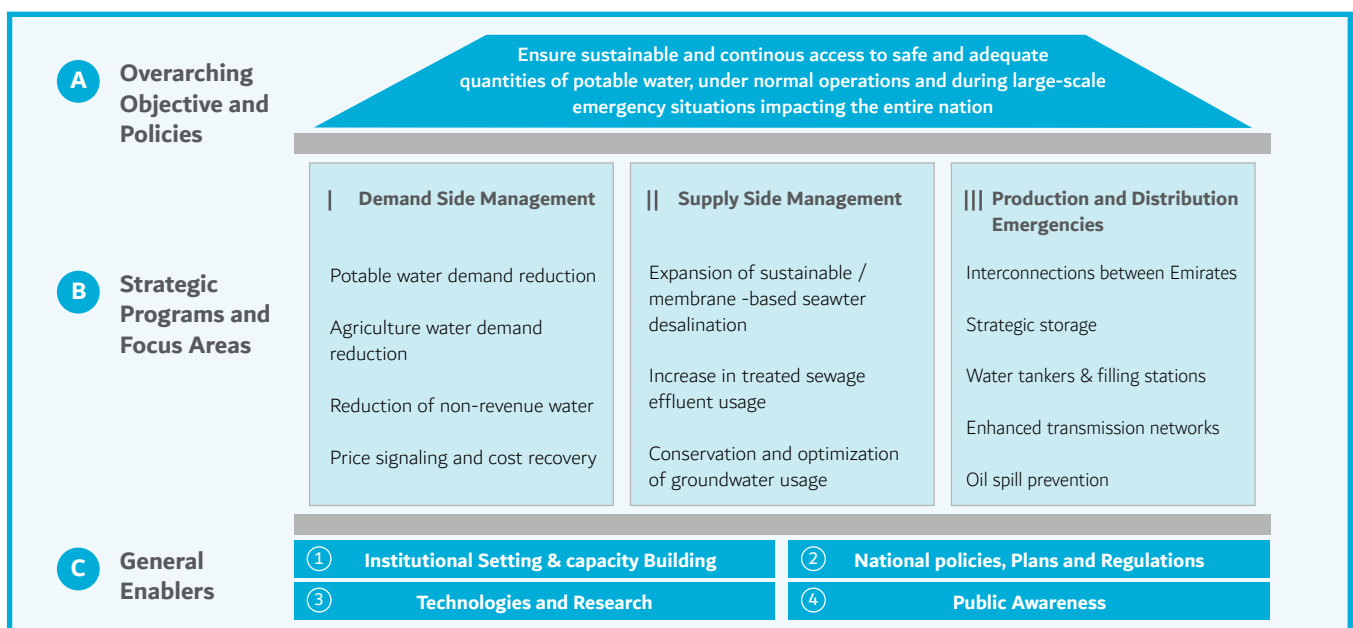 A
Overarching
Objective and
Policies
Ensure sustainable and continous access to safe and adequate
quantities of potable water, under normal operations and during large-scale
emergency situations impacting the entire nation
B
Strategic
Programs and
Focus Areas
| Demand Side Management
Potable water demand reduction
Agriculture water demand
reduction
Reduction of non-revenue water
Price signaling and cost recovery
|| Supply Side Management
Expansion of sustainable /
membrane -based seawter
desalination
Increase in treated sewage
effluent usage
Conservation and optimization
of groundwater usage
||| Production and Distribution
Emergencies
Interconnections between Emirates
Strategic storage
Water tankers & filling stations
Enhanced transmission networks
Oil spill prevention
C
General
Enablers
① Institutional Setting & capacity Building
② National policies, Plans and Regulations
③ Technologies and Research
④ Public Awareness